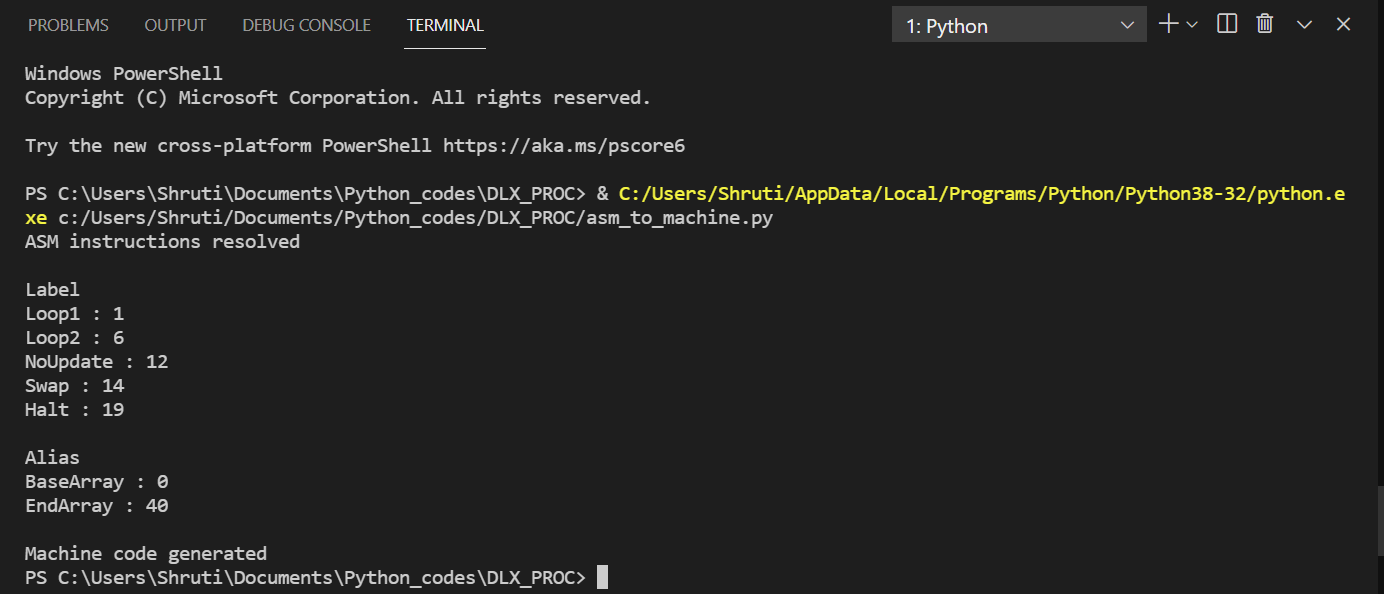 PROBLEMS OUTPUT DEBUG CONSOLE TERMINAL 1: Python
Windows PowerShell
Copyright (C) Microsoft Corporation. All rights reserved.
Try the new cross-platform PowerShell https://aka.ms/pscore6
PS C:\Users\Shruti\Documents\Python_codes\DLX_PROC> & C:/Users/Shruti/AppData/Local/Programs/Python/Python38-32/python.e
xe c:/Users/Shruti/Documents/Python_codes/DLX_PROC/asm_to_machine.py
ASM instructions resolved
Label
Loop1 : 1
Loop2 : 6
NoUpdate : 12
Swap : 14
Halt : 19
Alias
BaseArray : 0
EndArray : 40
Machine code generated
PS C:\Users\Shruti\Documents\Python_codes\DLX_PROC>